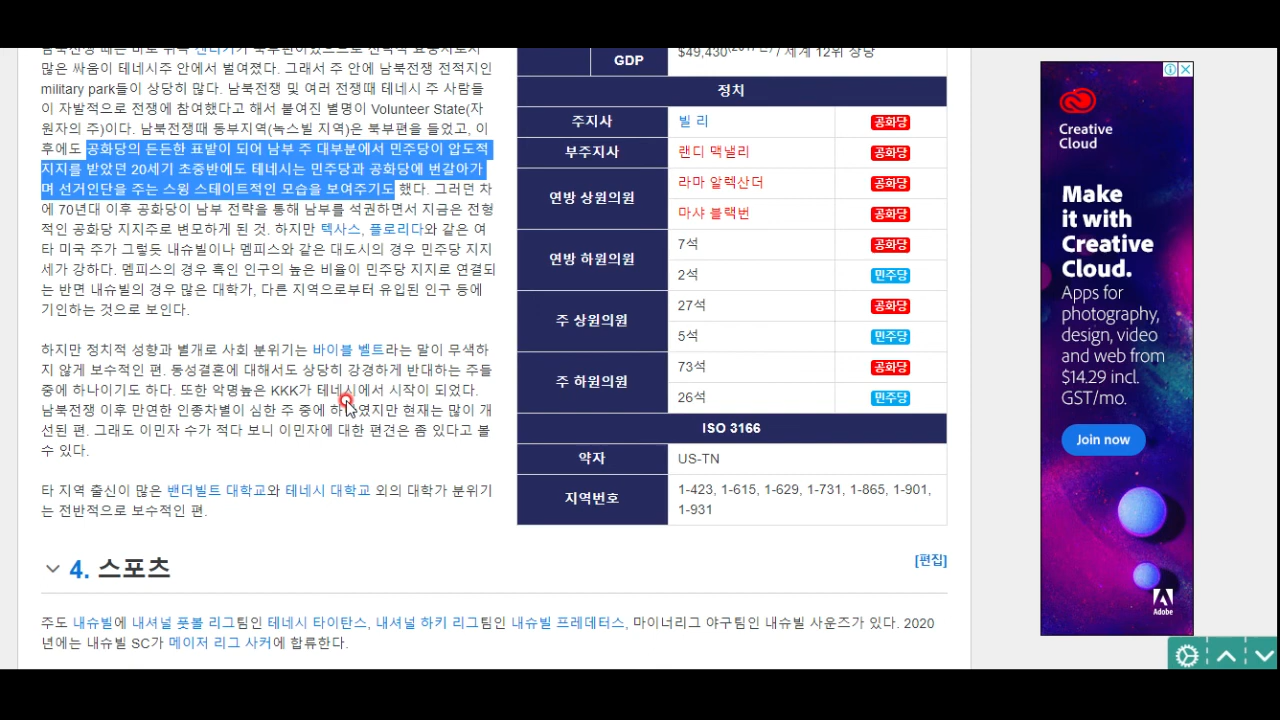 많은 싸움이 테네시주 안에서 벌여졌다. 그래서 주 안에 남북전쟁 전적지인
military park들이 상당히 많다. 남북전쟁 및 여러 전쟁때 테네시 주 사람들
이 자발적으로 전쟁에 참여했다고 해서 붙여진 별명이 Volunteer State(자
원자의 주)이다. 남북전쟁때 동부지역(녹스빌 지역)은 북부편을 들었고, 이
후에도 공화당의 든든한 표밭이 되어 남부 주 대부분에서 민주당이 압도적
지지를 받았던 20세기 초중반에도 테네시는 민주당과 공화당에 번갈아가
며 선거인단을 주는 스윙 스테이트적인 모습을 보여주기도 했다. 그러던 차
에 70년대 이후 공화당이 남부 전략을 통해 남부를 석권하면서 지금은 전형
적인 공화당 지지주로 변모하게 된 것. 하지만 텍사스, 플로리다와 같은 여
타 미국 주가 그렇듯 내슈빌이나 멤피스와 같은 대도시의 경우 민주당 지지
세가 강하다. 멤피스의 경우 흑인 인구의 높은 비율이 민주당 지지로 연결되
는 반면 내슈빌의 경우 많은 대학가, 다른 지역으로부터 유입된 인구 등에
기인하는 것으로 보인다.
하지만 정치적 성향과 별개로 사회 분위기는 바이블 벨트라는 말이 무색하
지 않게 보수적인 편. 동성결혼에 대해서도 상당히 강경하게 반대하는 주들
중에 하나이기도 하다. 또한 악명높은 KKK가 테네시에서 시작이 되었다.
남북전쟁 이후 만연한 인종차별이 심한 주 중에 하나였지만 현재는 많이 개
선된 편. 그래도 이민자 수가 적다 보니 이민자에 대한 편견은 좀 있다고 볼
수 있다.
타 지역 출신이 많은 밴더빌트 대학교와 테네시 대학교 외의 대학가 분위기
는 전반적으로 보수적인 편.
GDP
$49,430(2017년) / 세계 12위 상당
정치
주지사 빌 리 공화당
부주지사 랜디 맥낼리 공화당
연방 상원의원 라마 알렉산더 공화당
마샤 블랙번 공화당
연방 하원의원 7석 공화당
2석 민주당
주 상원의원 27석 공화당
5석 민주당
주 하원의원 73석 공화당
26석 민주당
ISO 3166
약자 US-TN
지역번호 1-423, 1-615, 1-629, 1-731, 1-865, 1-901,
1-931
4. 스포츠 [편집]
주도 내슈빌에 내셔널 풋볼 리그팀인 테네시 타이탄스, 내셔널 하키 리그팀인 내슈빌 프레데터스, 마이너리그 야구팀인 내슈빌 사운즈가 있다. 2020
년에는 내슈빌 SC가 메이저 리그 사커에 합류한다.
Creative
Cloud
Make
it with
Creative
Cloud.
Apps for
photography,
design, video
and web from
$14.29 incl.
GST/mo.
Join now
Adobe